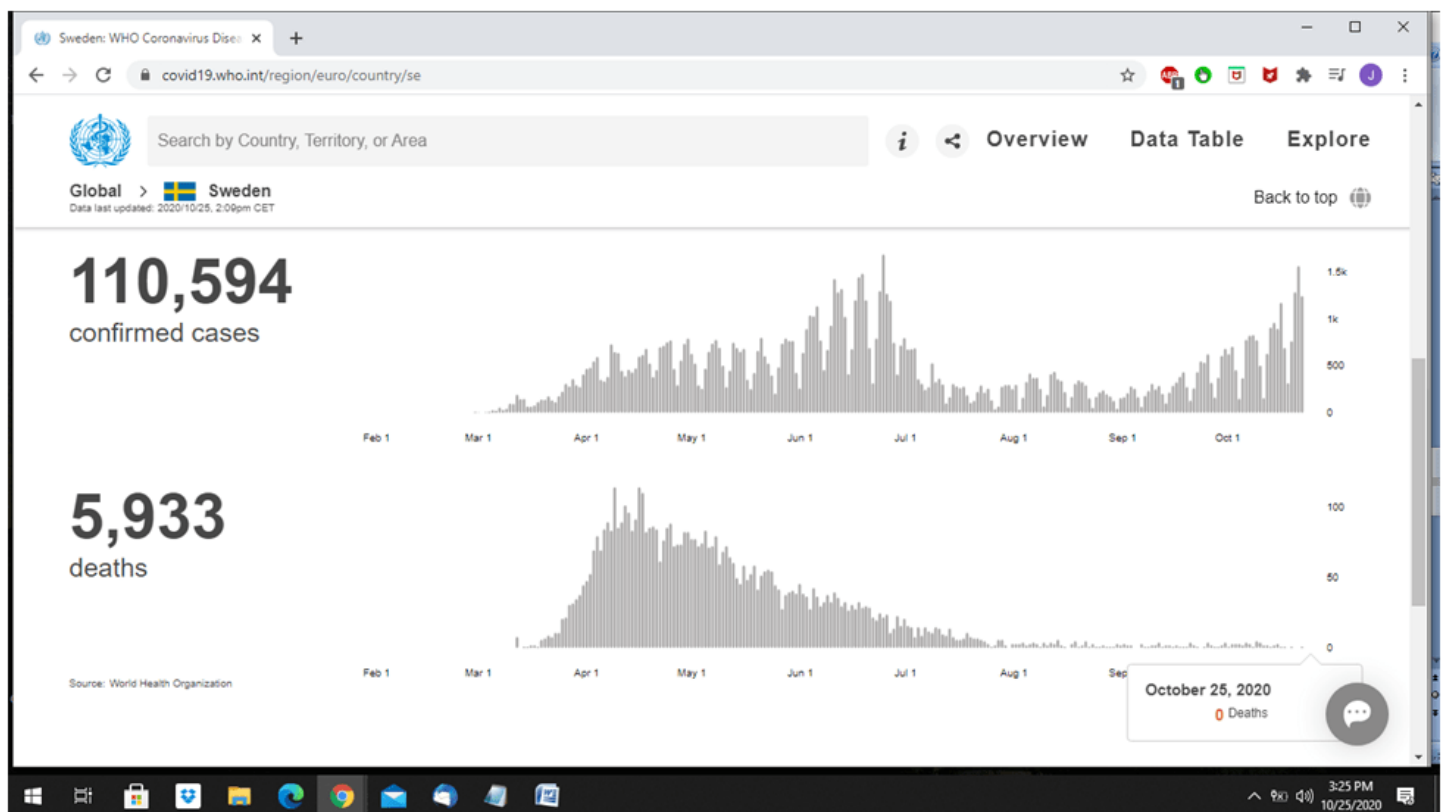 Sweden: WHO Coronavirus Disea
covid19.who.int/region/euro/country/se
ABP
1
J
Search by Country, Territory, or Area
i
Overview
Data Table
Explore
Global > Sweden
Data last updated: 2020/10/25, 2:09pm CET
Back to top
110,594
confirmed cases
1.5k
1k
500
0
Feb 1
Mar 1
Apr 1
May 1
Jun 1
Jul 1
Aug 1
Sep 1
Oct 1
5,933
deaths
100
50
0
Feb 1
Mar 1
Apr 1
May 1
Jun 1
Jul 1
Aug 1
Sep
October 25, 2020
0 Deaths
Source: World Health Organization
3:25 PM
10/25/2020